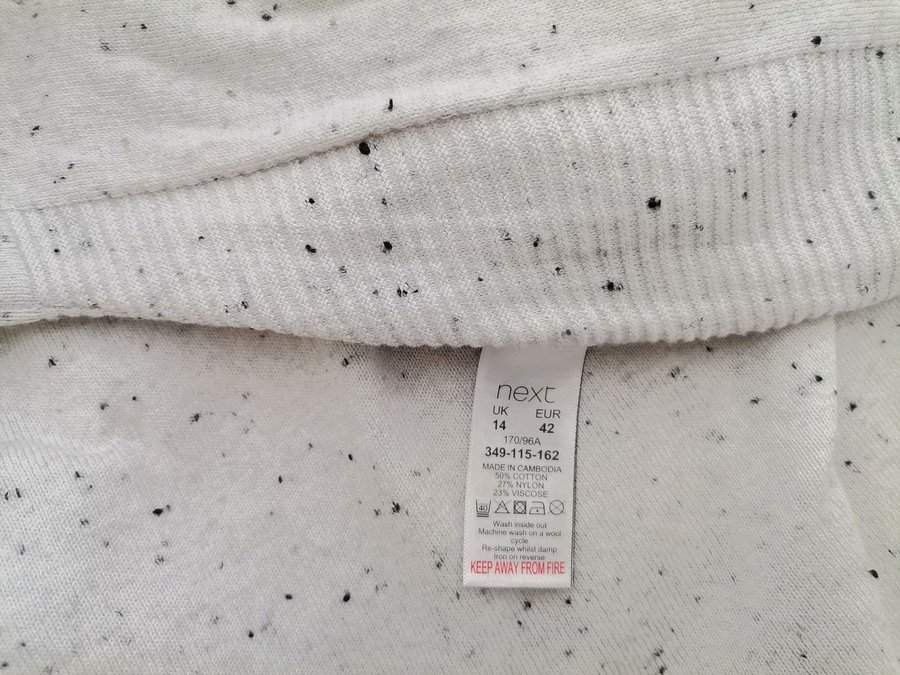 next
UK EUR
14 42
170/96A
349-115-162
MADE IN CAMBODIA
50% COTTON
27% NYLON
23% VISCOSE
40
Wash inside out
Machine wash on a wool
cycle
Re-shape whilst damp
Iron on reverse
KEEP AWAY FROM FIRE